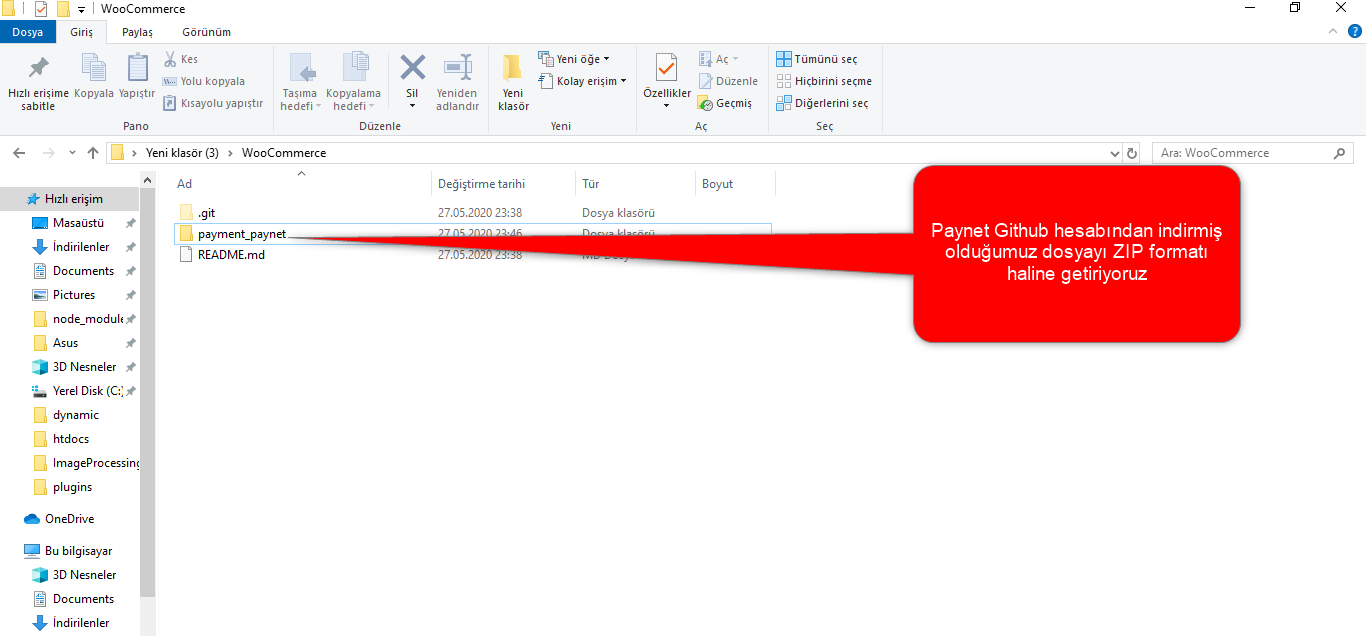 WooCommerce
Dosya
Giriş
Paylaş
Görünüm
Hızlı erişime
sabitle
Kopyala
Yapıştır
Kes
Yolu kopyala
Kısayolu yapıştır
Pano
Taşıma
hedefi
Kopyalama
hedefi
Sil
Yeniden
adlandır
Düzenle
Yeni
klasör
Yeni öğe
Kolay erişim
Yeni
Özellikler
Aç
Düzenle
Geçmiş
Aç
Tümünü seç
Hiçbirini seçme
Diğerlerini seç
Seç
Yeni klasör (3) > WooCommerce
Ara: WooCommerce
Hızlı erişim
Masaüstü
İndirilenler
Documents
Pictures
node_module
Asus
3D Nesneler
Yerel Disk (C:)
dynamic
htdocs
ImageProcessing
plugins
OneDrive
Bu bilgisayar
3D Nesneler
Documents
İndirilenler
Ad
Değiştirme tarihi
Tür
Boyut
.git
27.05.2020 23:38
Dosya klasörü
payment_paynet
27.05.2020 23:46
Dosya klasörü
README.md
27.05.2020 23:38
MD
Paynet Github hesabından indirmiş
olduğumuz dosyayı ZIP formatı
haline getiriyoruz